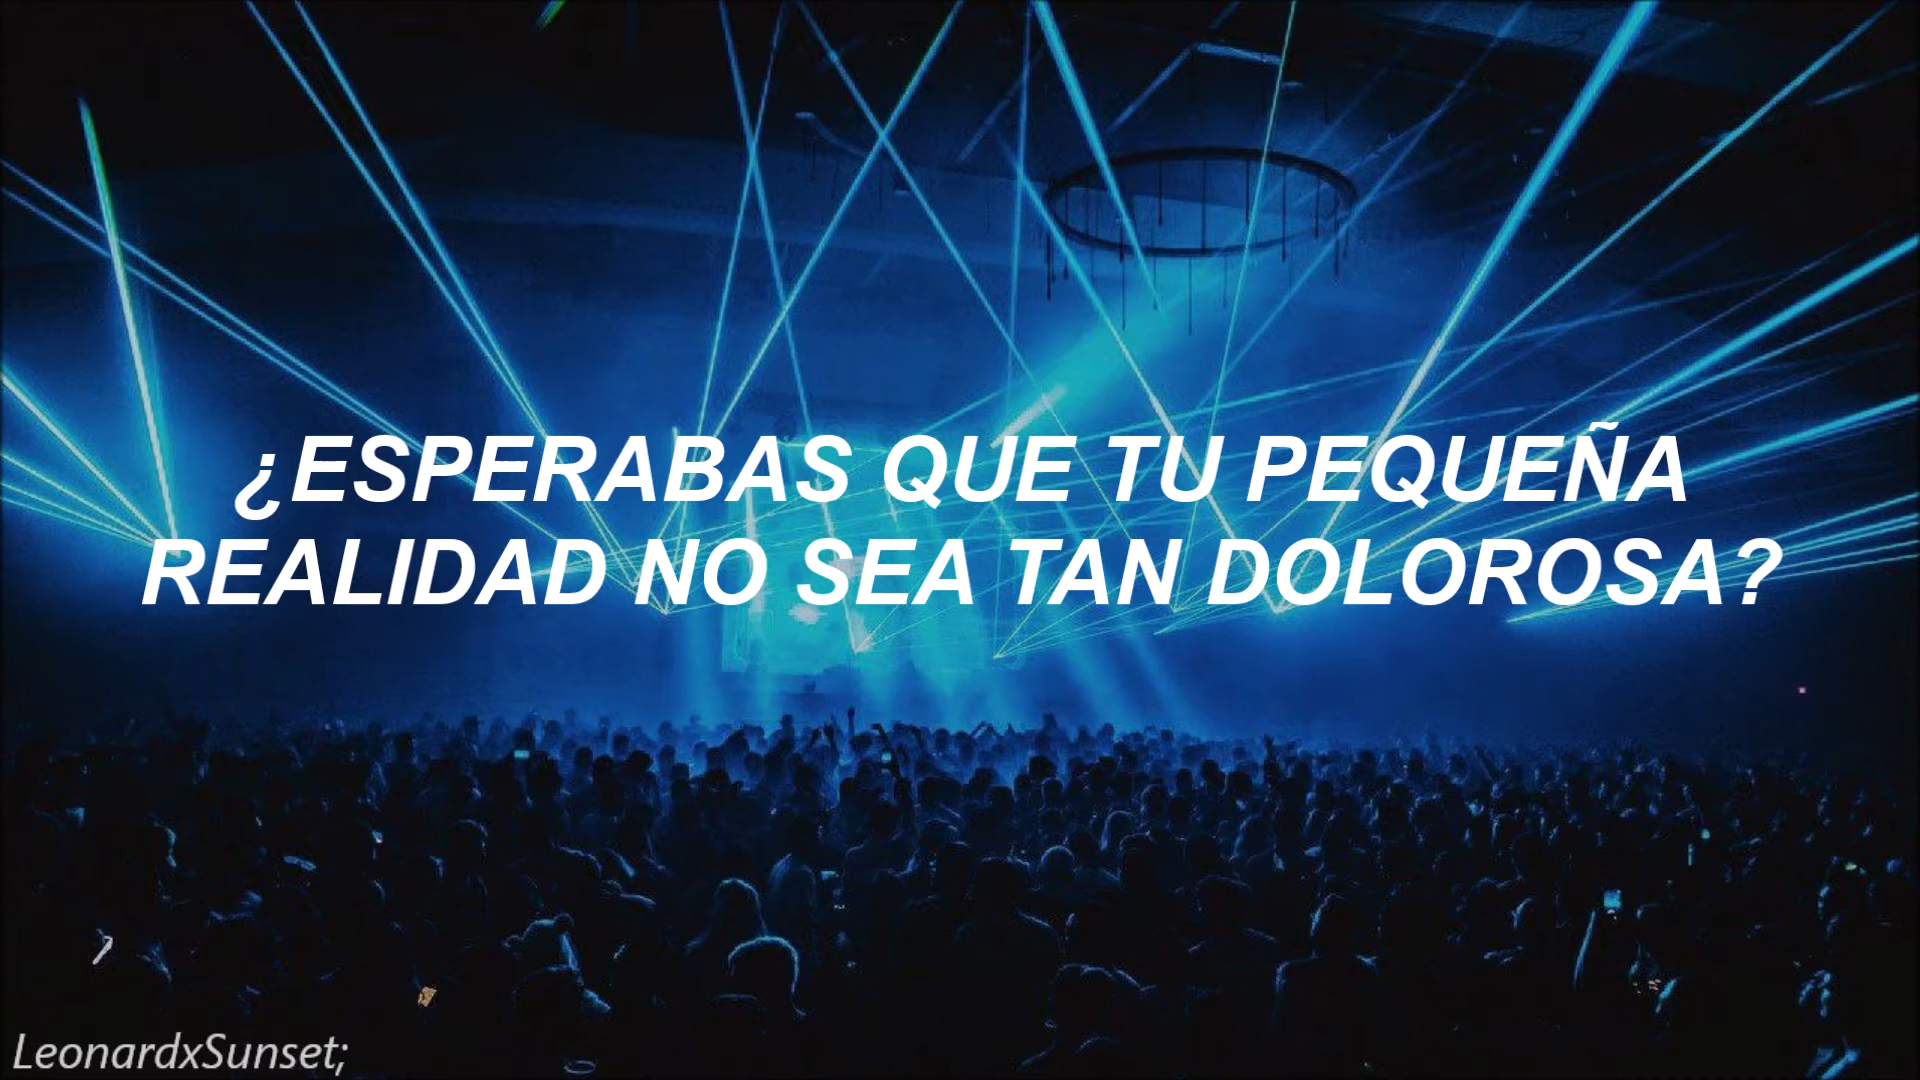 ¿ESPERABAS QUE TU PEQUEÑA
REALIDAD NO SEA TAN DOLOROSA?
LeonardxSunset;